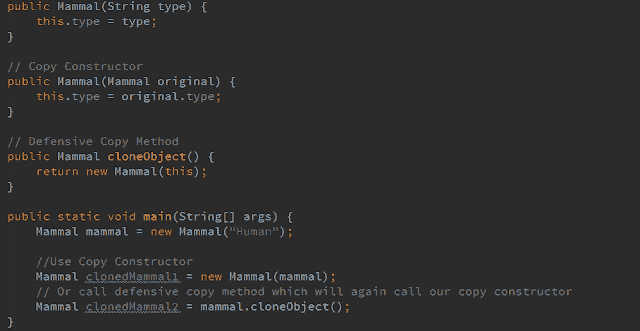 public Mammal(String type) {
    this.type = type;
}

// Copy Constructor
public Mammal(Mammal original) {
    this.type = original.type;
}

// Defensive Copy Method
public Mammal cloneObject() {
    return new Mammal(this);
}

public static void main(String[] args) {
    Mammal mammal = new Mammal("Human");

    //Use Copy Constructor
    Mammal clonedMammal1 = new Mammal(mammal);
    // Or call defensive copy method which will again call our copy constructor
    Mammal clonedMammal2 = mammal.cloneObject();
}